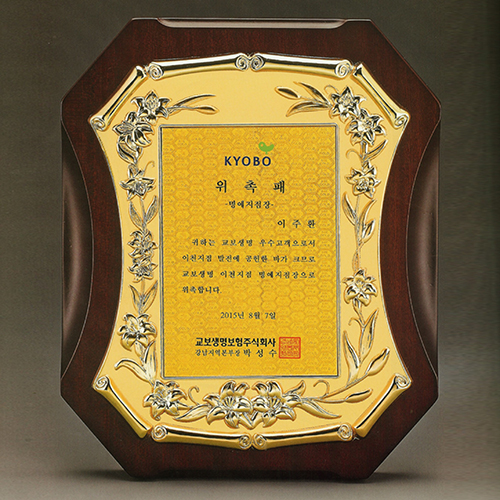 KYOBO
위 촉 패
-명예지점장-
이 주 환
귀하는 교보생명 우수고객으로서
이천지점 발전에 공헌한 바가 크므로
교보생명 이천지점 명예지점장으로
위촉합니다.
2015년 8월 7일
교보생명보험주식회사
강남지역본부장 박 성 수